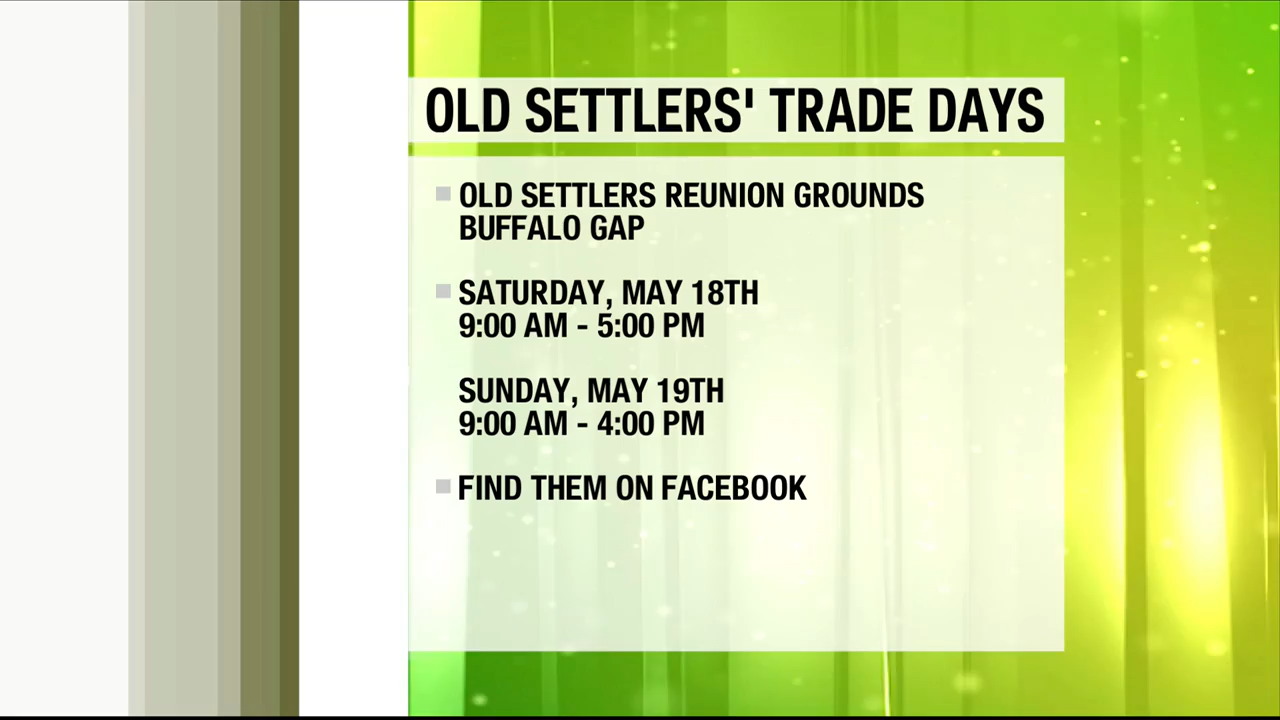 OLD SETTLERS' TRADE DAYS
OLD SETTLERS REUNION GROUNDS
BUFFALO GAP
SATURDAY, MAY 18TH
9:00 AM - 5:00 PM
SUNDAY, MAY 19TH
9:00 AM - 4:00 PM
FIND THEM ON FACEBOOK